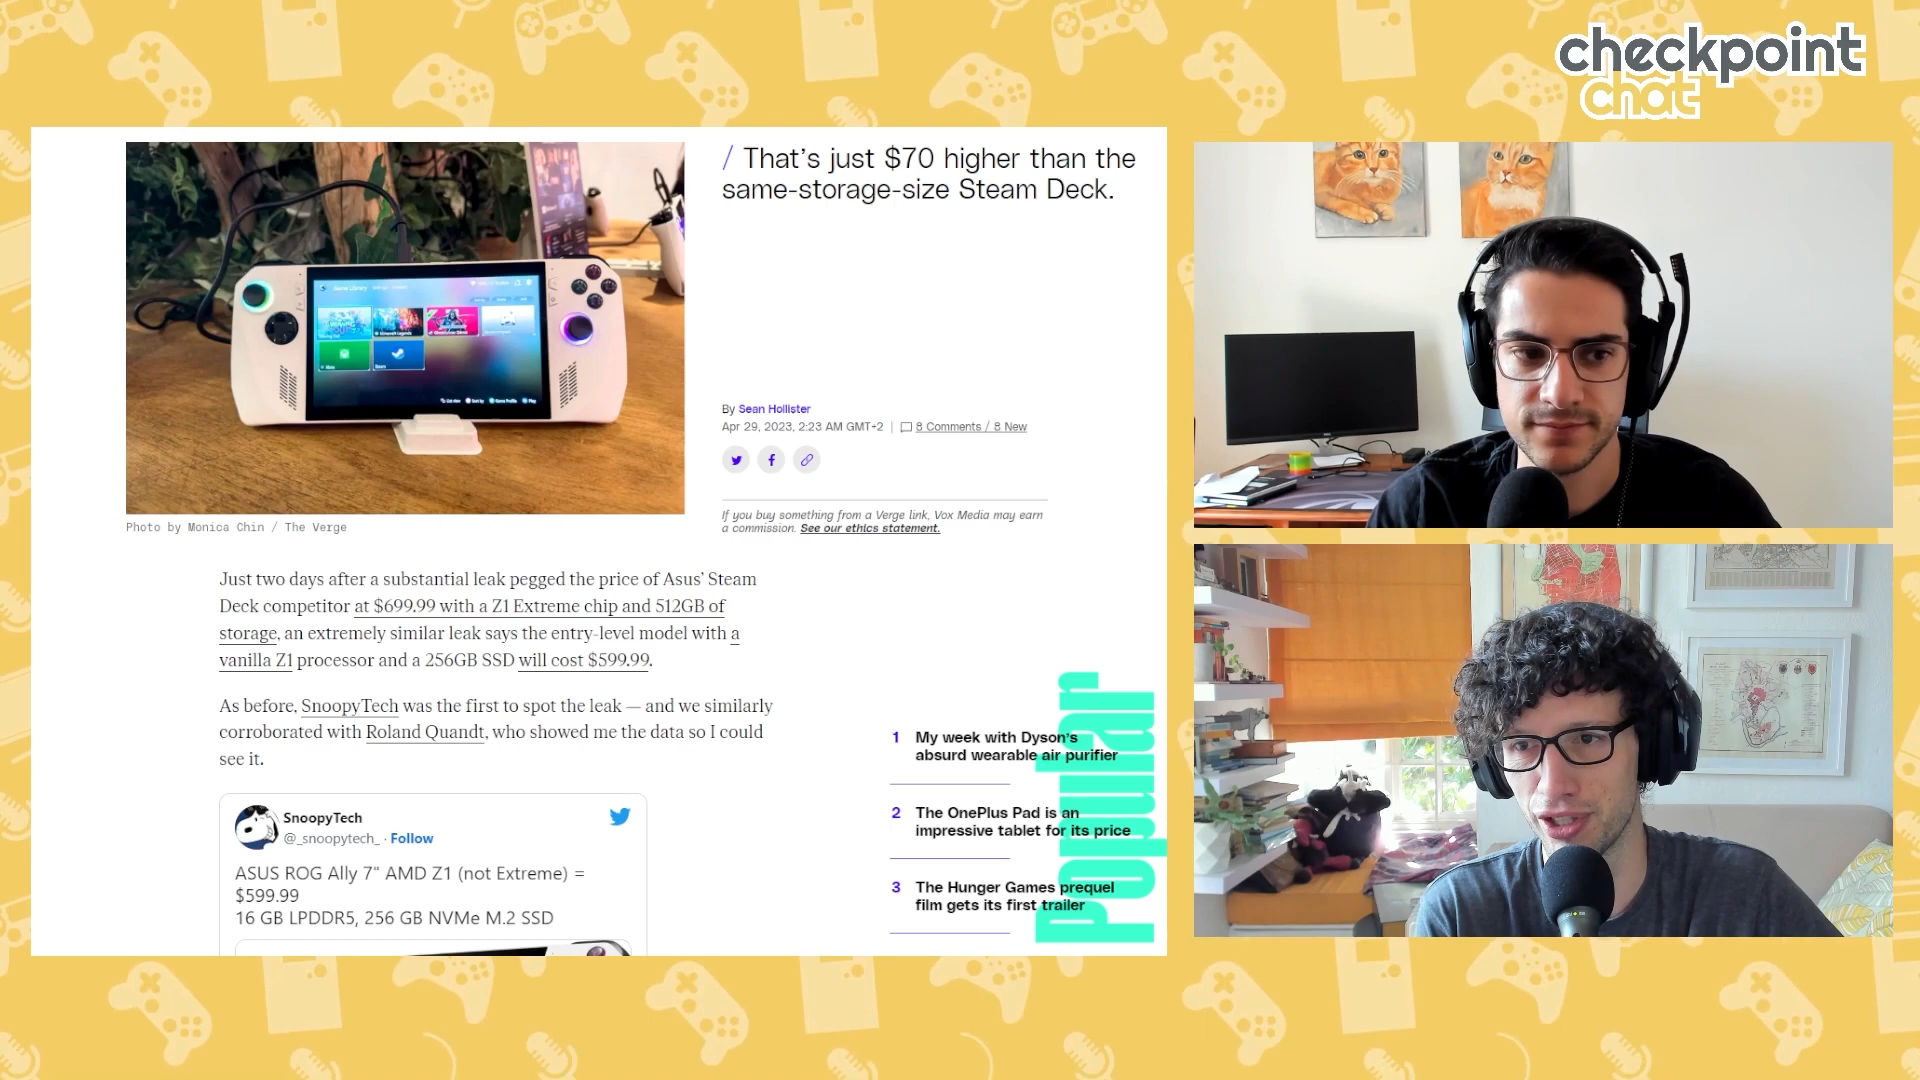 checkpoint
chat
/ That's just $70 higher than the
same-storage-size Steam Deck.
By Sean Hollister
Apr 29, 2023, 2:23 AM GMT+2 | 8 Comments / 8 New
If you buy something from a Verge link, Vox Media may earn
a commission. See our ethics statement.
Photo by Monica Chin / The Verge
Just two days after a substantial leak pegged the price of Asus' Steam
Deck competitor at $699.99 with a Z1 Extreme chip and 512GB of
storage, an extremely similar leak says the entry-level model with a
vanilla Z1 processor and a 256GB SSD will cost $599.99.
As before, SnoopyTech was the first to spot the leak — and we similarly
corroborated with Roland Quandt, who showed me the data so I could
see it.
SnoopyTech
@_snoopytech_ · Follow
ASUS ROG Ally 7" AMD Z1 (not Extreme) =
$599.99
16 GB LPDDR5, 256 GB NVMe M.2 SSD
Popular
1 My week with Dyson's
absurd wearable air purifier
2 The OnePlus Pad is an
impressive tablet for its price
3 The Hunger Games prequel
film gets its first trailer